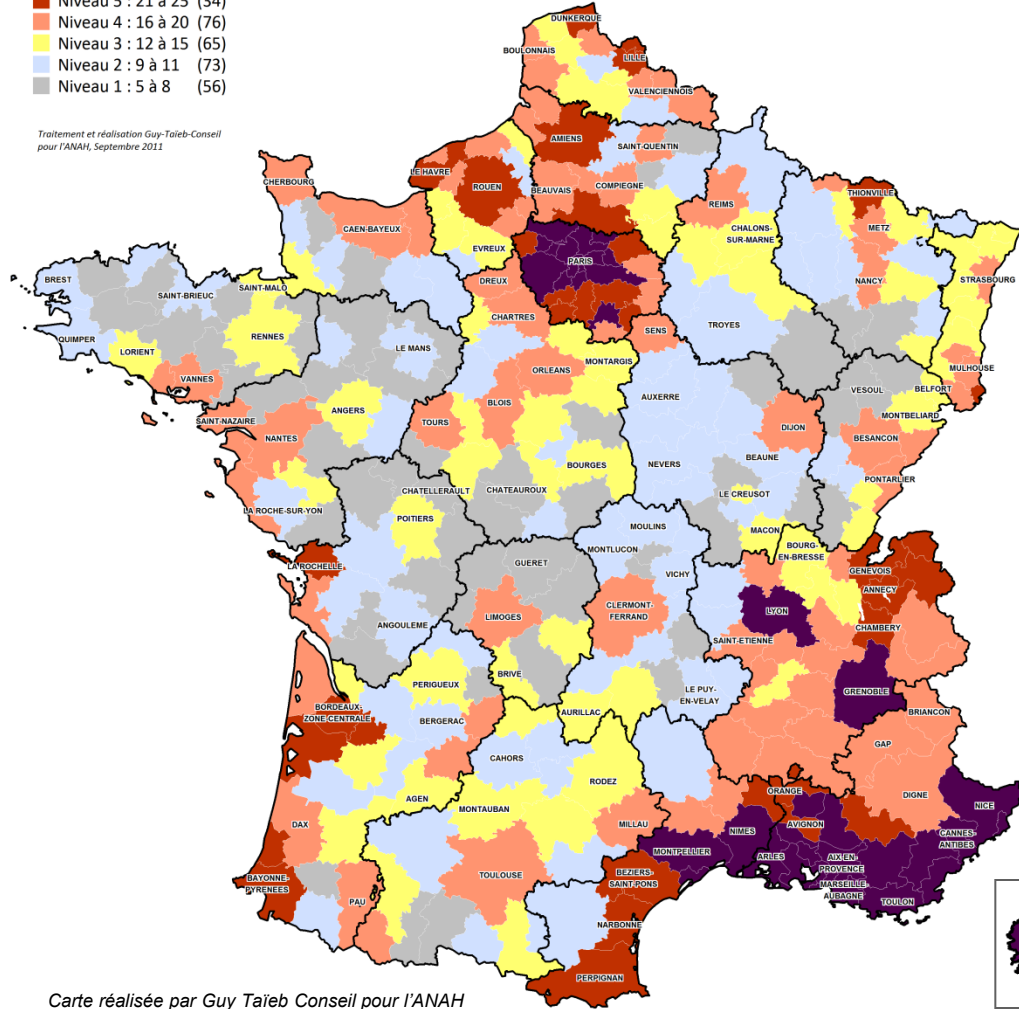 Niveau 5 : 21 à 25 (34)
Niveau 4 : 16 à 20 (76)
Niveau 3 : 12 à 15 (65)
Niveau 2 : 9 à 11 (73)
Niveau 1 : 5 à 8 (56)
Traitement et réalisation Guy-Taïeb-Conseil
pour l'ANAH, Septembre 2011
DUNKERQUE
BOULONNAIS
LILLE
VALENCIENNOIS
AMIENS
SAINT-QUENTIN
CHERBOURG
LE HAVRE
ROUEN
BEAUVAIS
COMPIEGNE
REIMS
THIONVILLE
METZ
CAEN-BAYEUX
EVREUX
CHALONS-
SUR-MARNE
PARIS
NANCY
STRASBOURG
BREST
SAINT-BRIEUC
SAINT-MALO
DREUX
CHARTRES
TROYES
SENS
QUIMPER
RENNES
LE MANS
LORIENT
VANNES
ORLEANS
MONTARGIS
MULHOUSE
AUXERRE
VESOUL
BELFORT
BLOIS
MONTBELIARD
ANGERS
SAINT-NAZAIRE
TOURS
DIJON
BESANCON
NANTES
BEAUNE
BOURGES
NEVERS
PONTARLIER
CHATELLERAULT
CHATEAUROUX
LE CREUSOT
LA ROCHE-SUR-YON
POITIERS
MOULINS
MACON
BOURG-
EN-BRESSE
MONTLUCON
LA ROCHELLE
GUERET
VICHY
GENEVOIS
ANNECY
CLERMONT-
FERRAND
LYON
LIMOGES
ANGOULEME
CHAMBERY
SAINT-ETIENNE
BRIVE
PERIGUEUX
LE PUY-
EN-VELAY
GRENOBLE
AURILLAC
BORDEAUX-
ZONE CENTRALE
BERGERAC
BRIANCON
GAP
CAHORS
RODEZ
AGEN
MONTAUBAN
ORANGE
DIGNE
NICE
DAX
MILLAU
NIMES
AVIGNON
CANNES-
ANTIBES
MONTPELLIER
ARLES
AIX-EN-
PROVENCE
TOULOUSE
BEZIERS-
SAINT-PONS
BAYONNE-
PYRENEES
MARSEILLE-
AUBAGNE
PAU
TOULON
NARBONNE
PERPIGNAN
Carte réalisée par Guy Taïeb Conseil pour l'ANAH